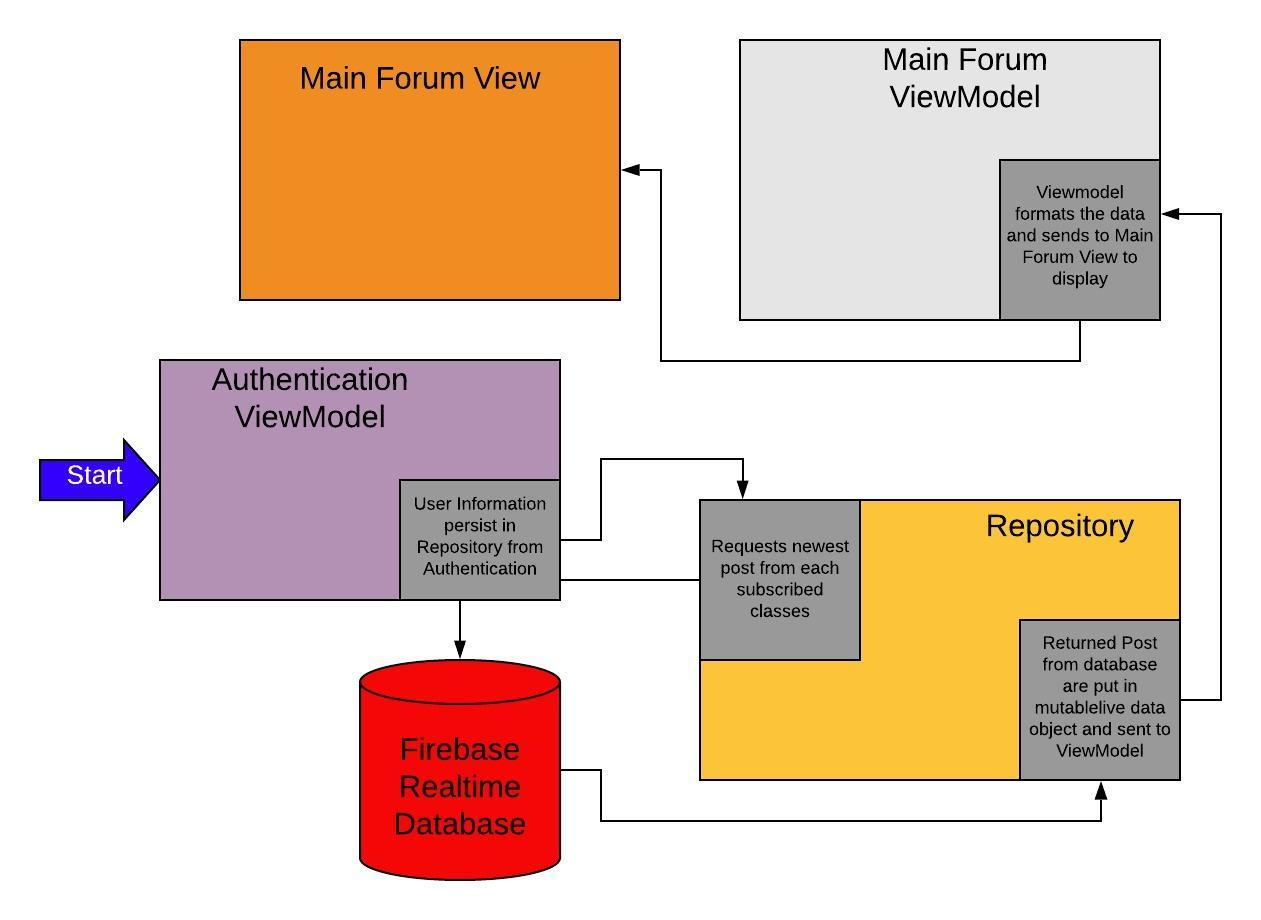 Main Forum View
Main Forum
ViewModel
Viewmodel
formats the data
and sends to Main
Forum View to
display
Authentication
ViewModel
Start
User Information
persist in
Repository from
Authentication
Requests newest
post from each
subscribed
classes
Repository
Returned Post
from database
are put in
mutablelive data
object and sent to
ViewModel
Firebase
Realtime
Database